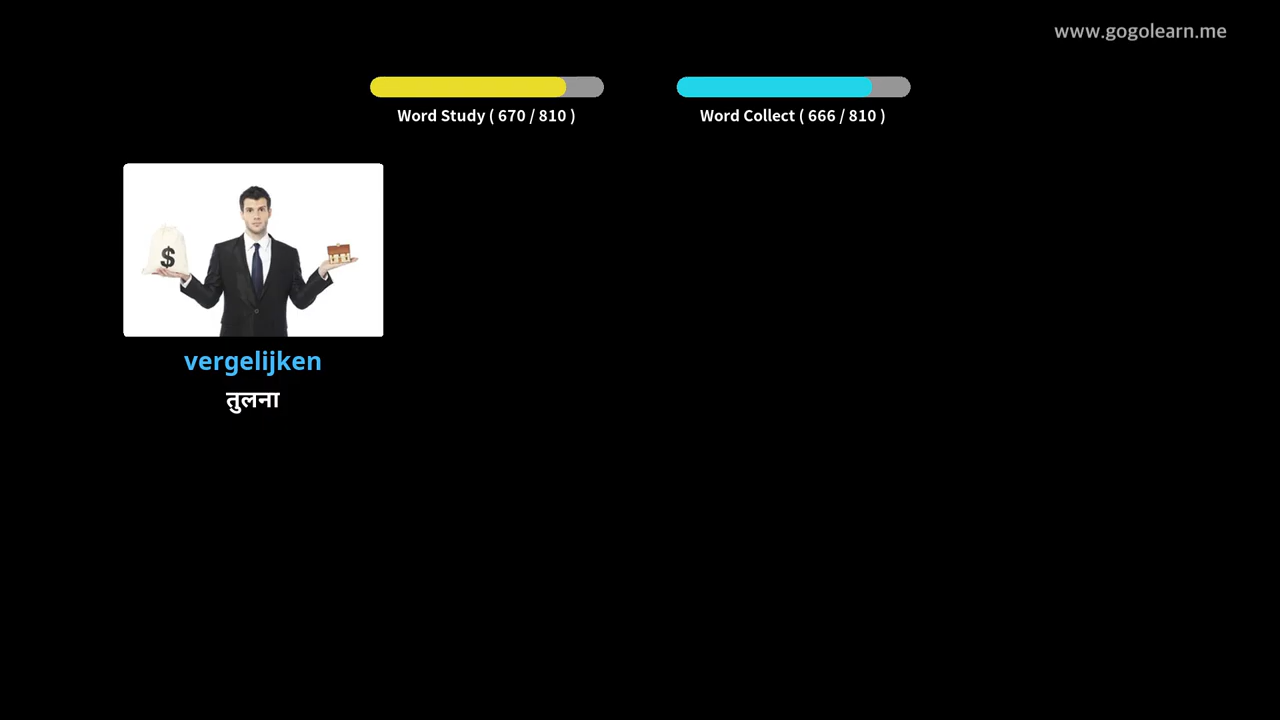 www.gogolearn.me
Word Study ( 670 / 810 )
Word Collect ( 666 / 810 )
$
vergelijken
तुलना